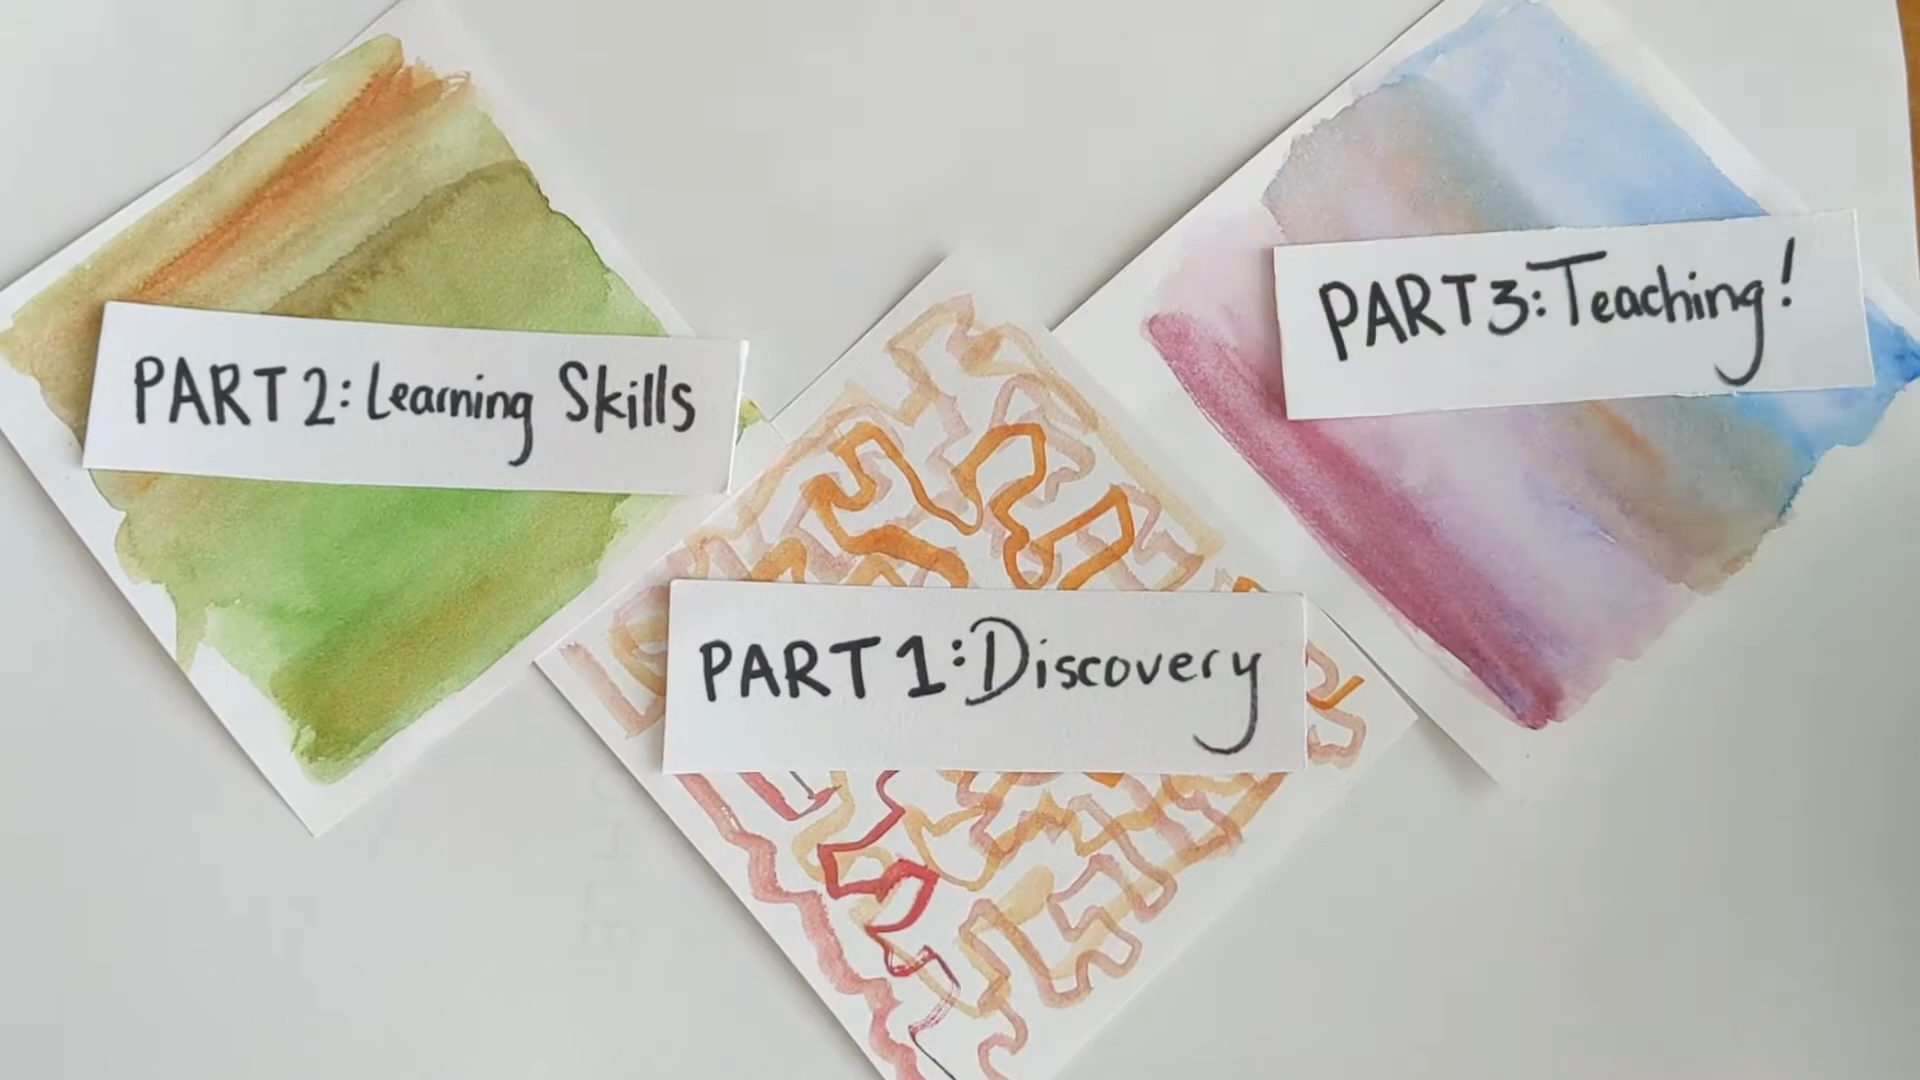 PART 2: Learning Skills
PART 1: Discovery
PART 3: Teaching!